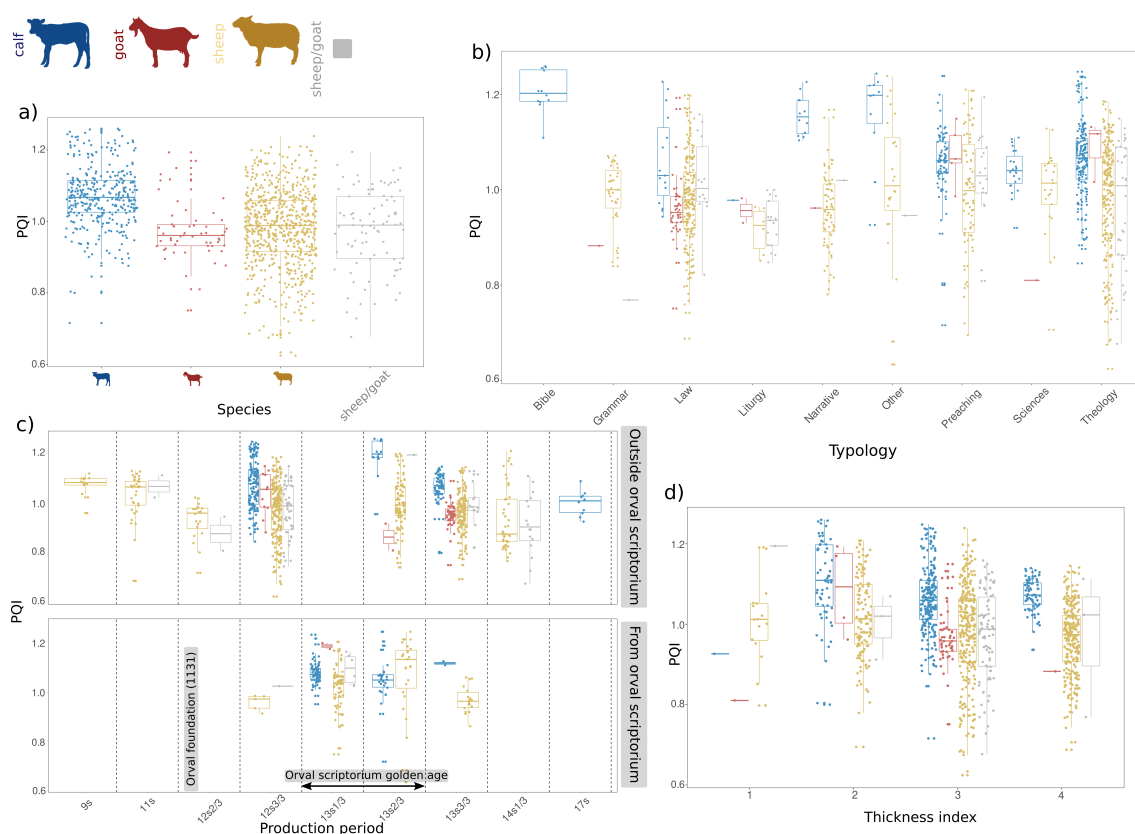 calf
goat
sheep
sheep/goat
a)
PQI
1.2
1.0
0.8
0.6
sheep/goat
Species
b)
PQI
1.2
1.0
0.8
0.6
Bible
Grammar
Law
Liturgy
Narrative
Other
Preaching
Sciences
Theology
Typology
c)
PQI
1.2
1.0
0.8
0.6
Outside orval scriptorium
1.2
1.0
0.8
0.6
From orval scriptorium
Orval foundation (1131)
Orval scriptorium golden age
9s
11s
12s2/3
12s3/3
13s1/3
13s2/3
13s3/3
14s1/3
17s
Production period
d)
PQI
1.2
1.0
0.8
0.6
1
2
3
4
Thickness index